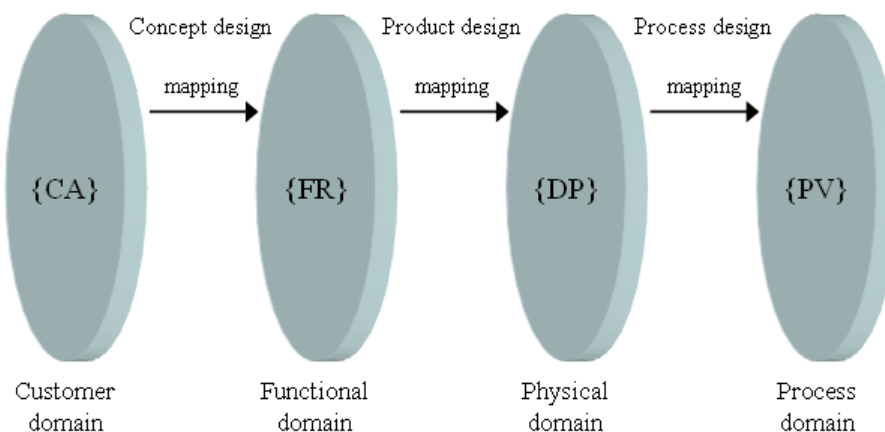 Concept design
Product design
Process design
mapping
mapping
mapping
{CA}
{FR}
{DP}
{PV}
Customer
domain
Functional
domain
Physical
domain
Process
domain